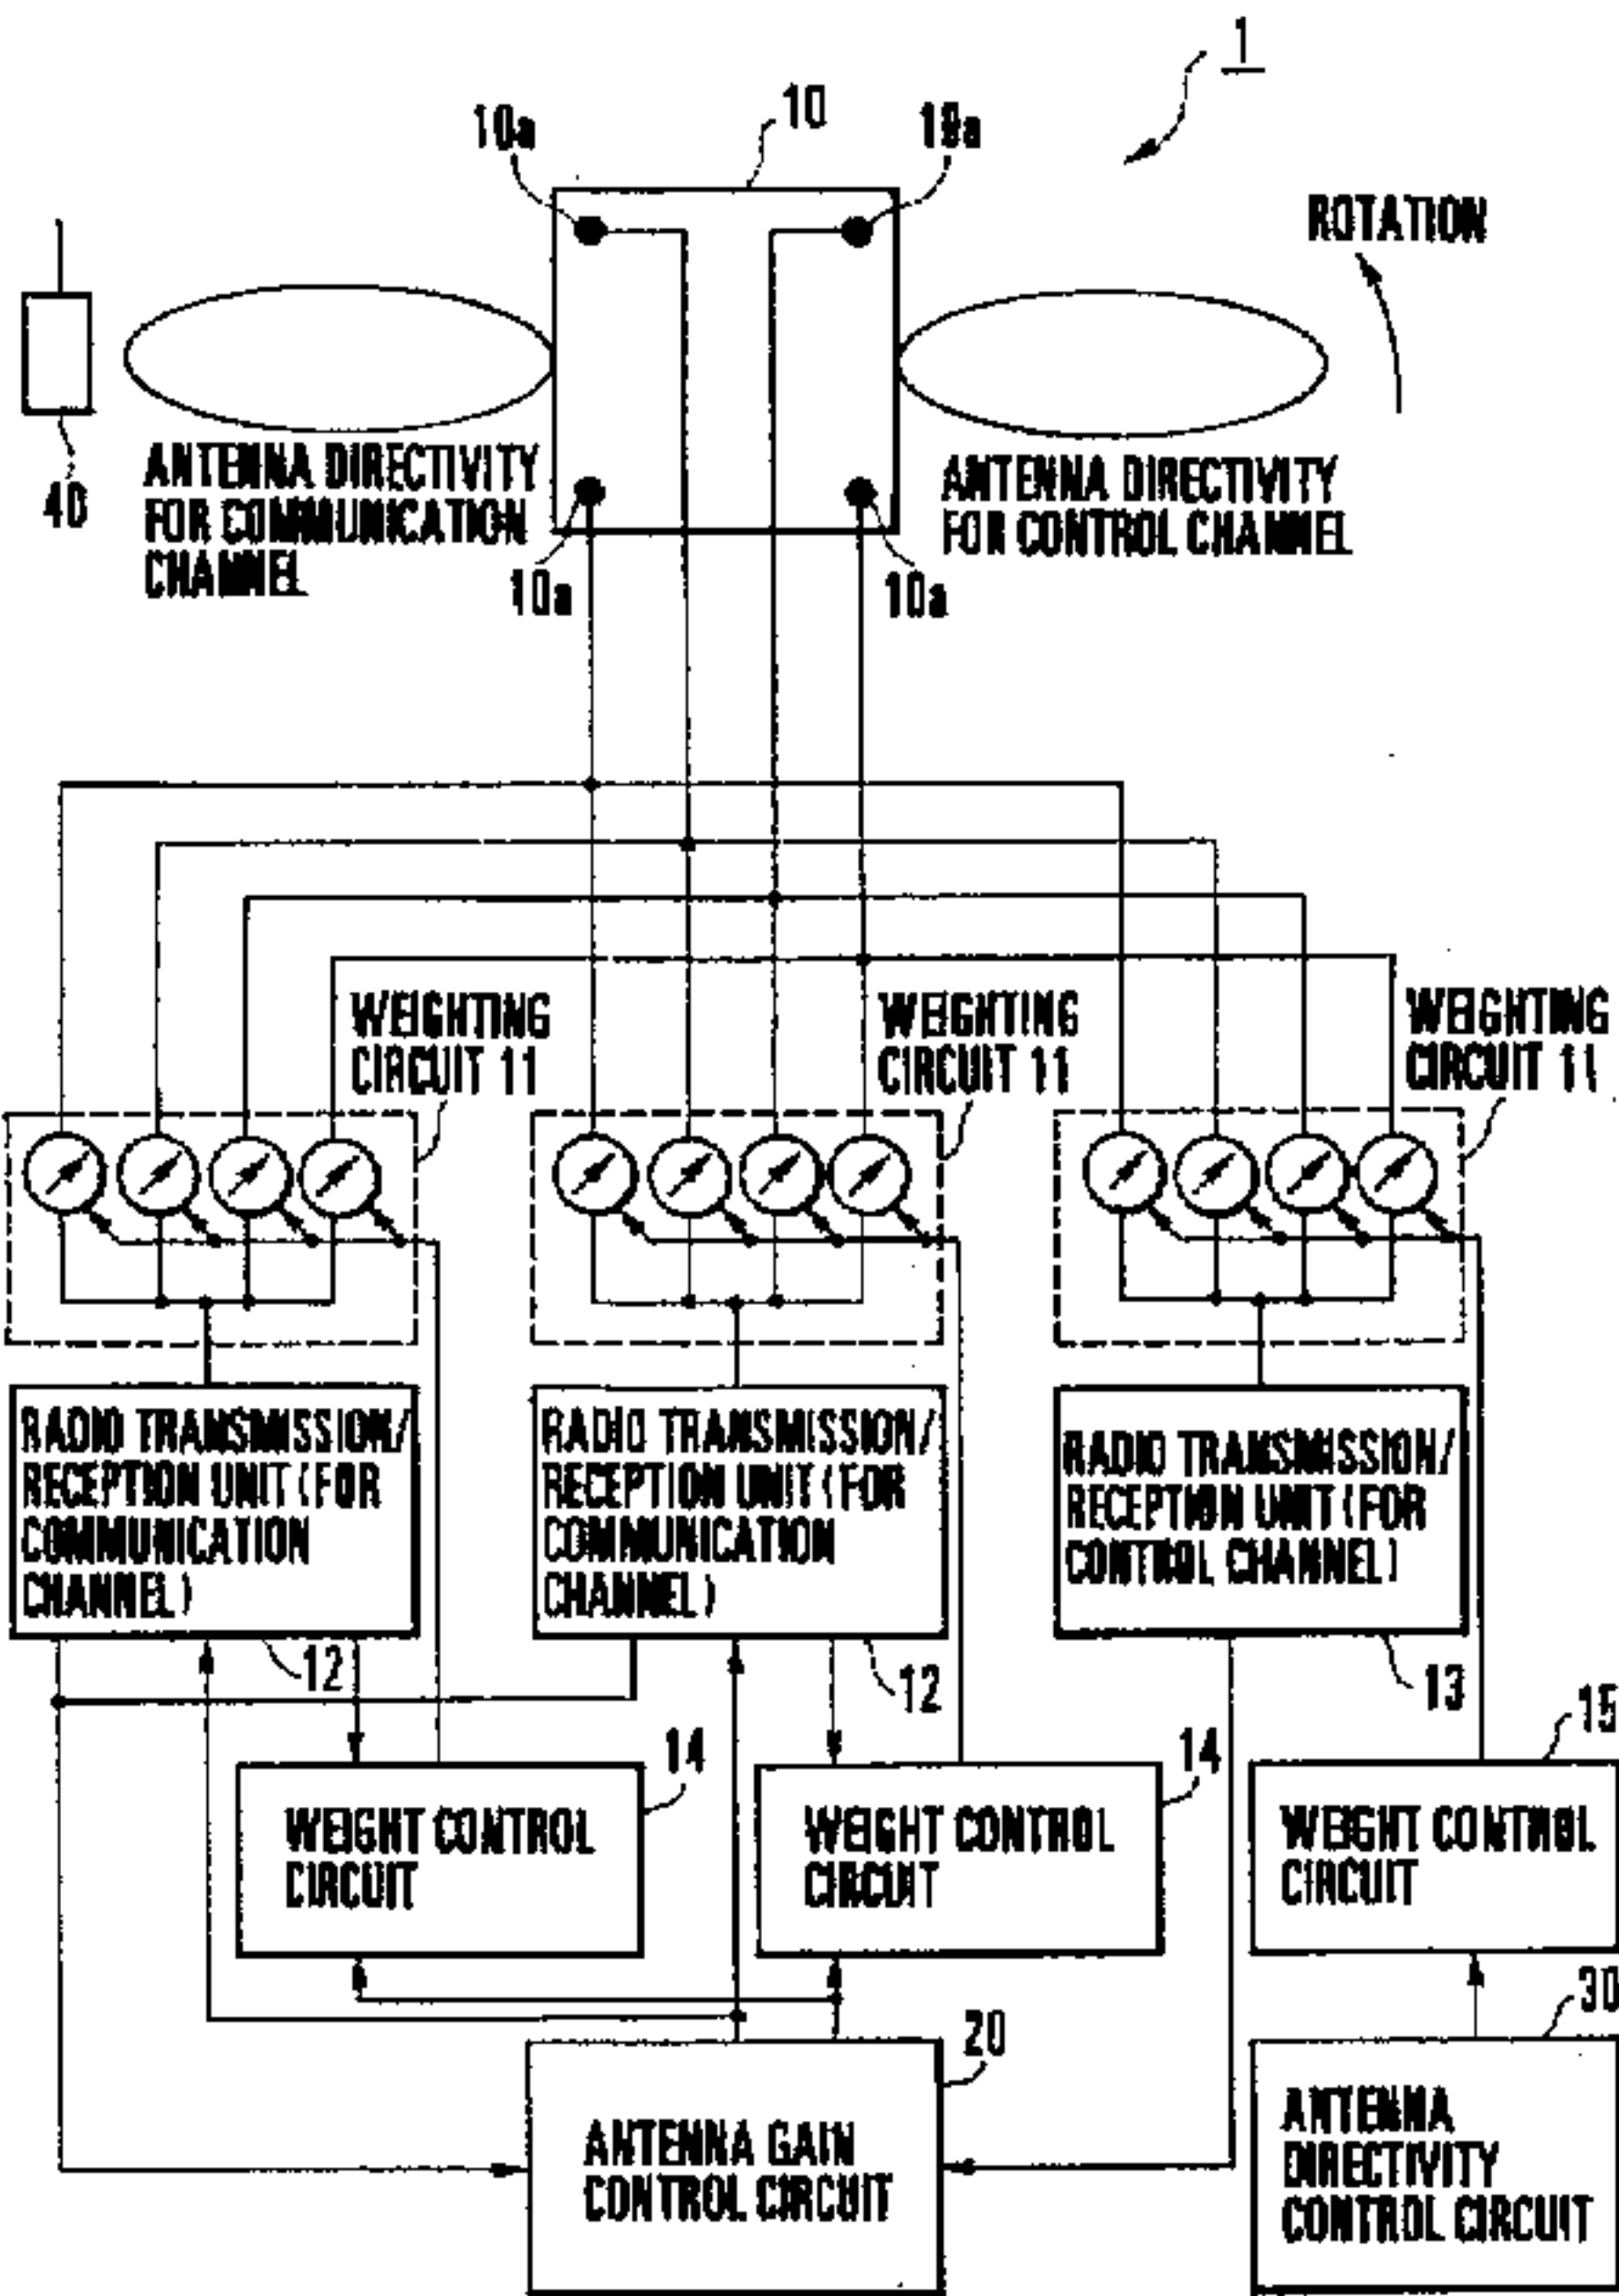 1
10
10a
10a
ROTATION
40
ANTENNA DIRECTIVITY
FOR COMMUNICATION
CHANNEL
ANTENNA DIRECTIVITY
FOR CONTROL CHANNEL
10a
10a
WEIGHTING
CIRCUIT 11
WEIGHTING
CIRCUIT 11
WEIGHTING
CIRCUIT 11
RADIO TRANSMISSION/
RECEPTION UNIT (FOR
COMMUNICATION
CHANNEL)
RADIO TRANSMISSION/
RECEPTION UNIT (FOR
COMMUNICATION
CHANNEL)
RADIO TRANSMISSION/
RECEPTION UNIT (FOR
CONTROL CHANNEL)
12
12
13
14
14
15
WEIGHT CONTROL
CIRCUIT
WEIGHT CONTROL
CIRCUIT
WEIGHT CONTROL
CIRCUIT
20
30
ANTENNA GAIN
CONTROL CIRCUIT
ANTENNA
DIRECTIVITY
CONTROL CIRCUIT